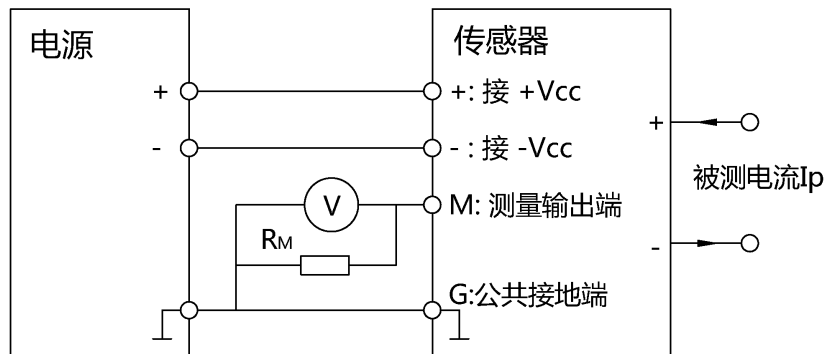 电源
传感器
+
+: 接 +Vcc
+
-
- : 接 -Vcc
被测电流Ip
V
M: 测量输出端
RM
-
G:公共接地端